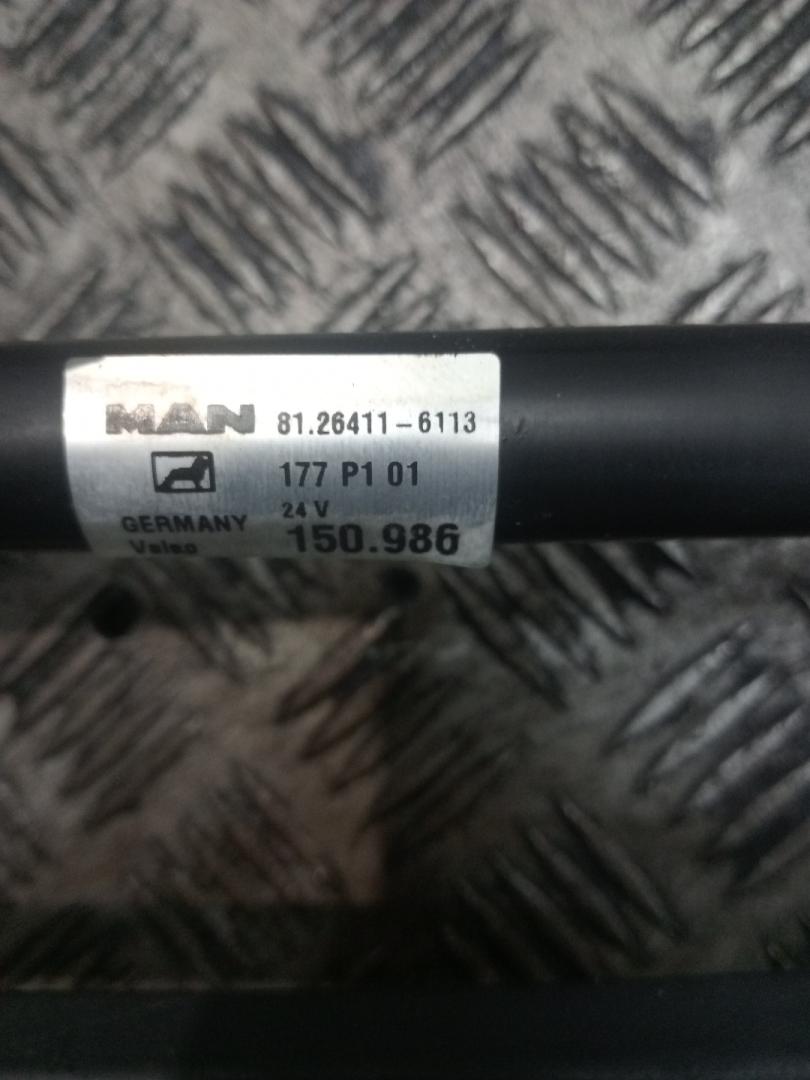 MAN 81.26411-6113
177 P1 01
24 V
GERMANY
Valeo 150.986